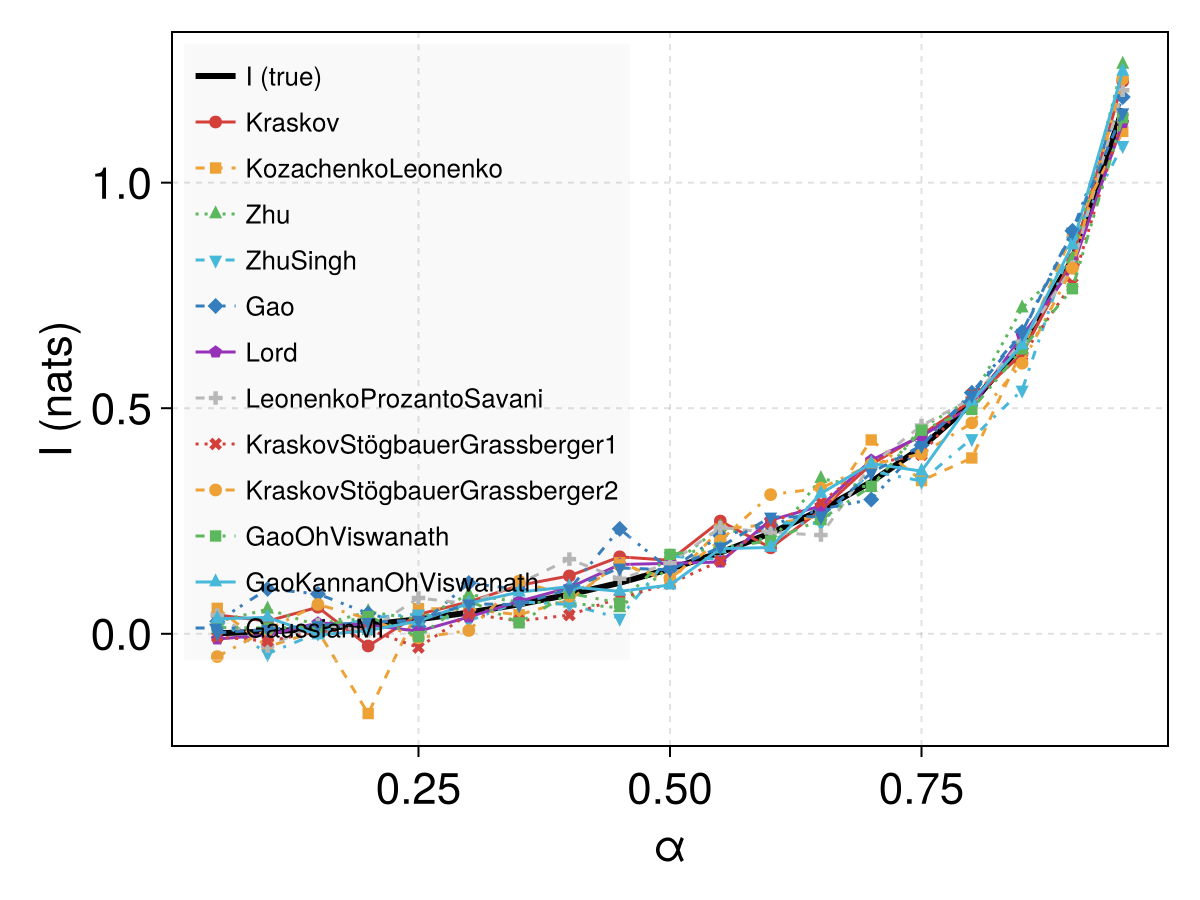 I (true)
Kraskov
KozachenkoLeonenko
Zhu
ZhuSingh
Gao
Lord
LeonenkoProzantoSavani
KraskovStögbauerGrassberger1
KraskovStögbauerGrassberger2
GaoOhViswanath
GaoKannanOhViswanath
GaussianMI
1.0
0.5
0.0
I (nats)
0.25 0.50 0.75
α